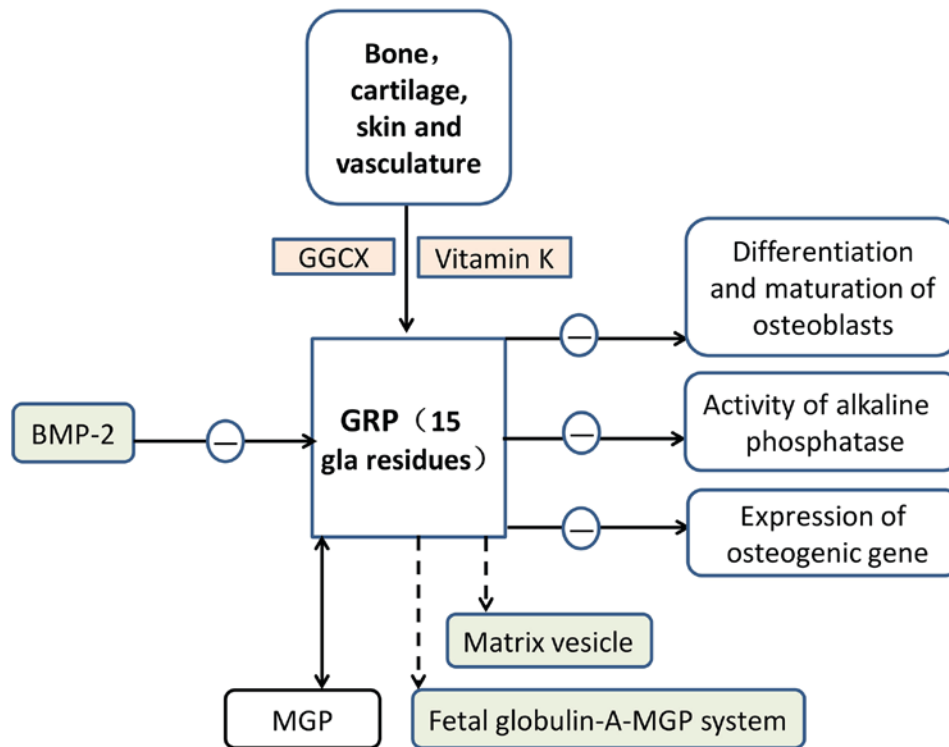 Bone，
cartilage,
skin and
vasculature
GGCX
Vitamin K
Differentiation
and maturation of
osteoblasts
—
BMP-2
—
GRP（15
gla residues）
—
Activity of alkaline
phosphatase
—
Expression of
osteogenic gene
Matrix vesicle
MGP
Fetal globulin-A-MGP system